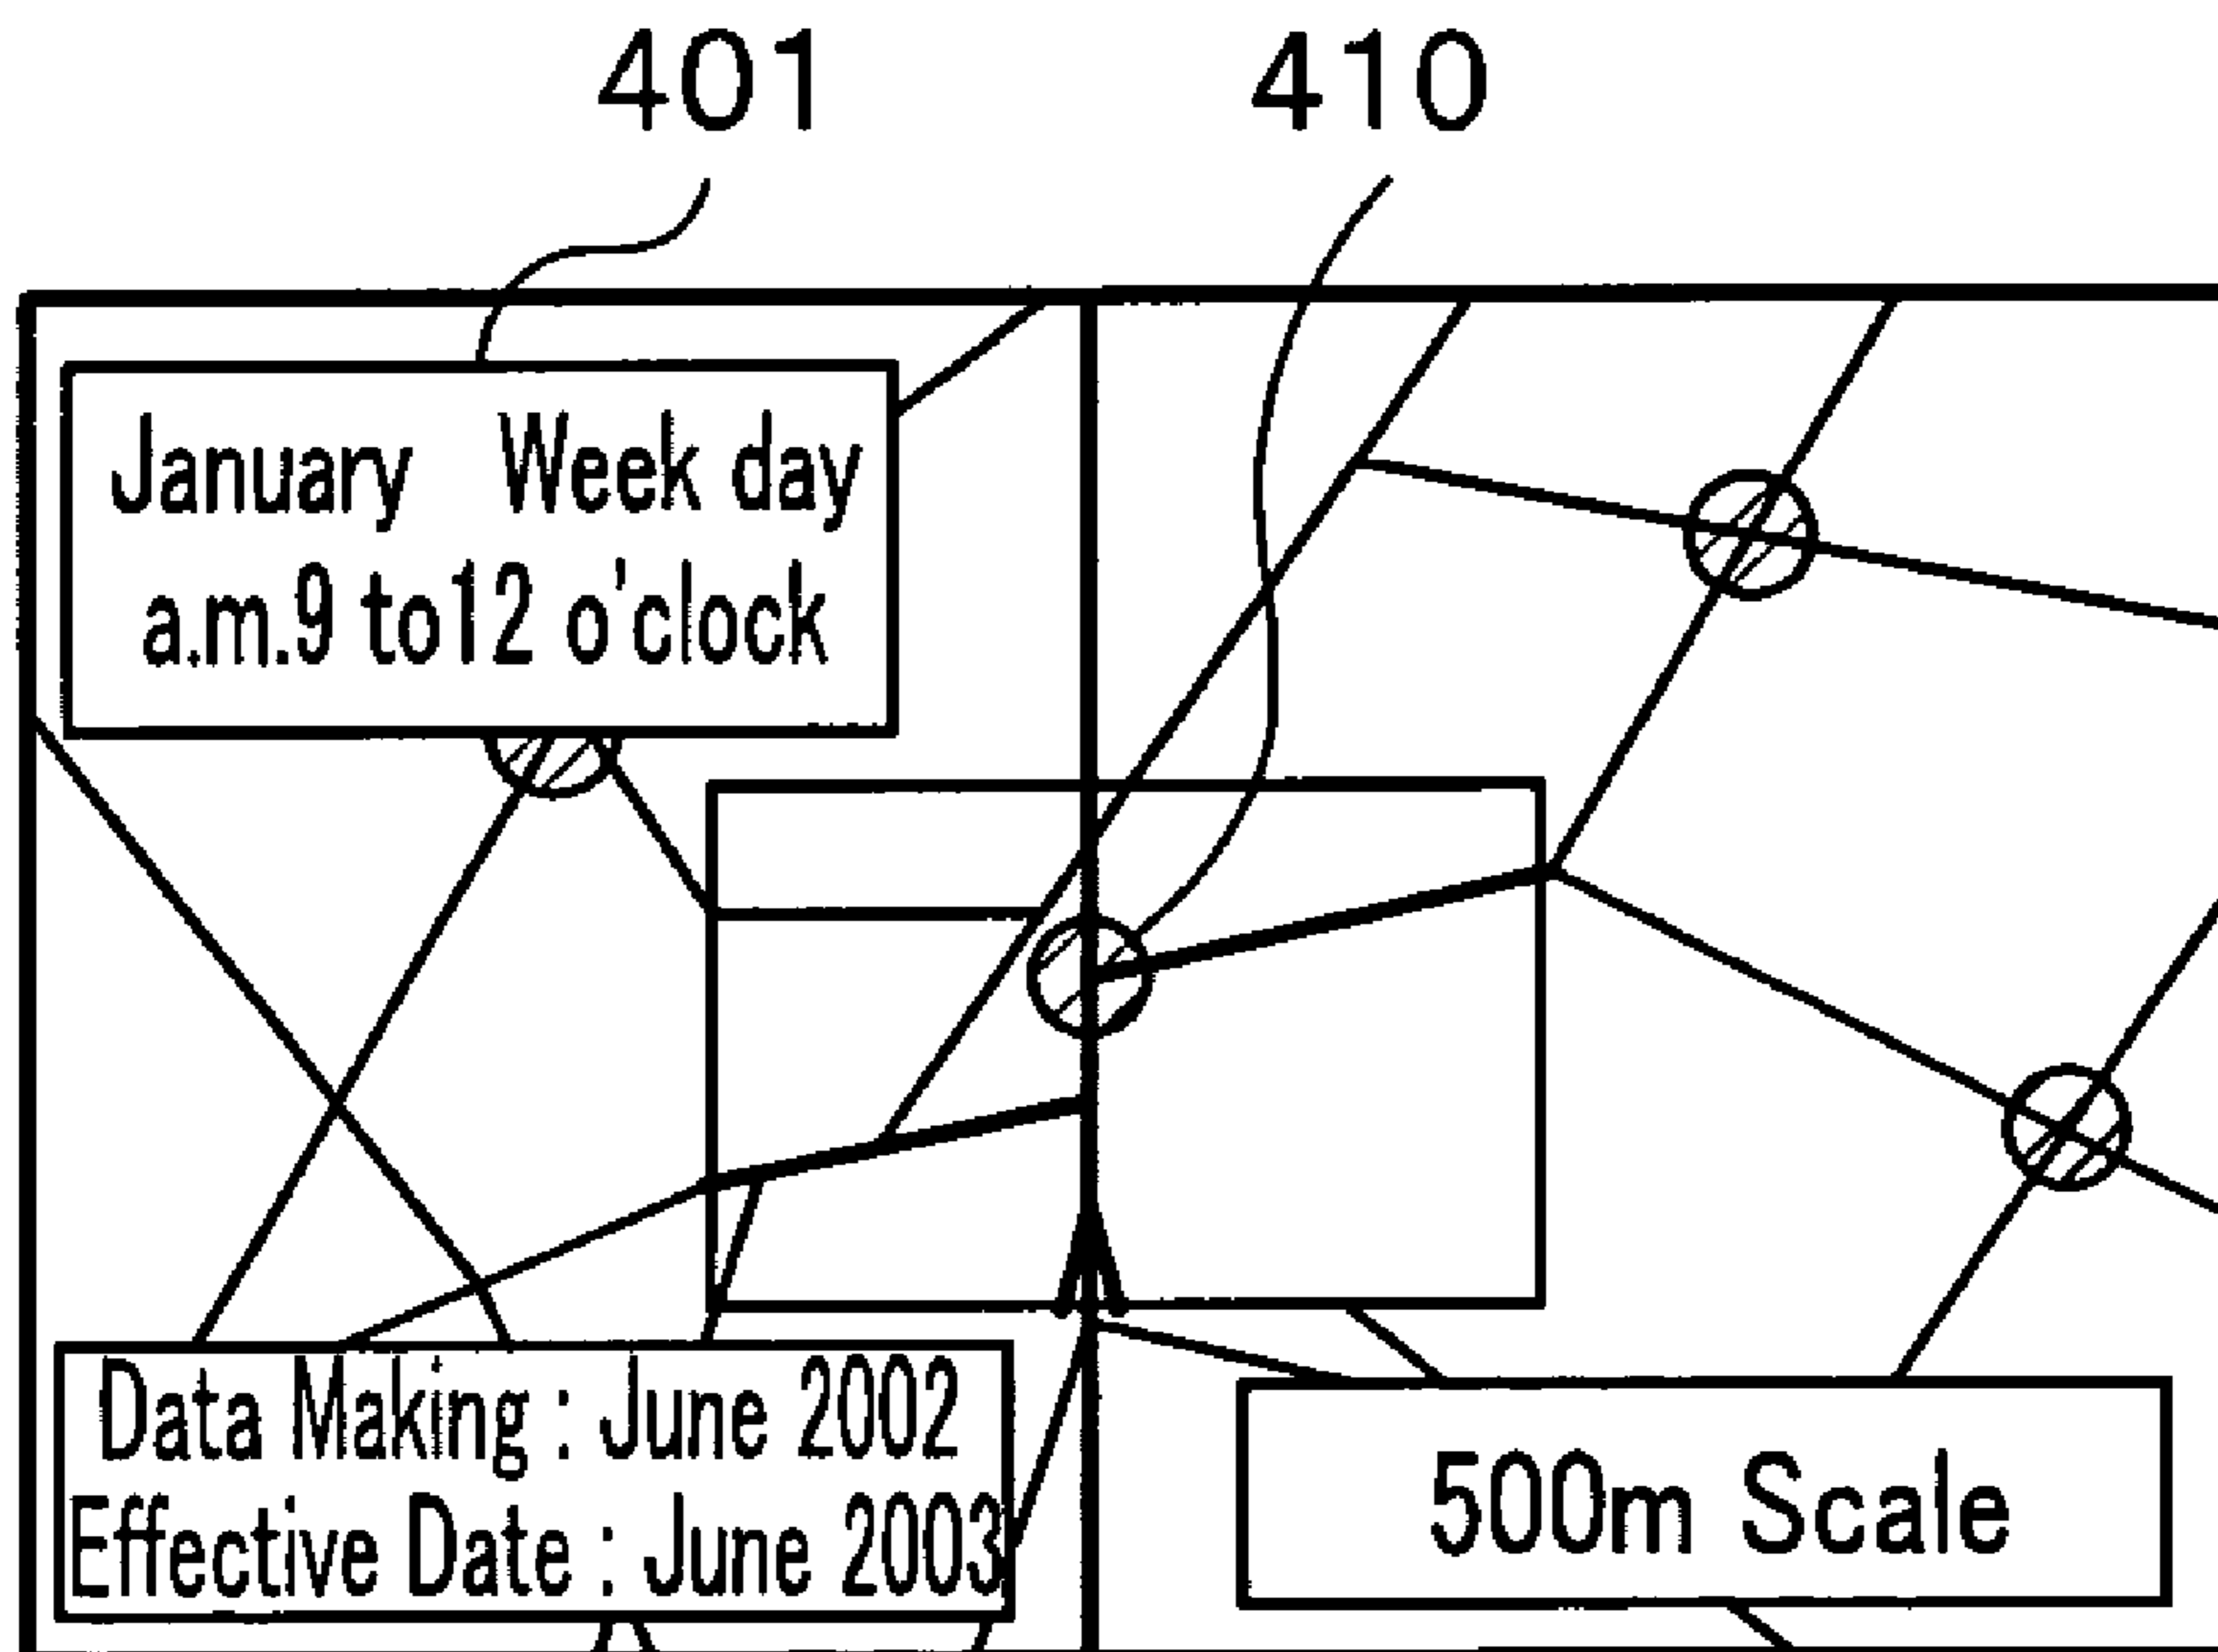 401
410
January Week day
a.m.9 to12 o'clock
Data Making : June 2002
Effective Date : June 2003
500m Scale